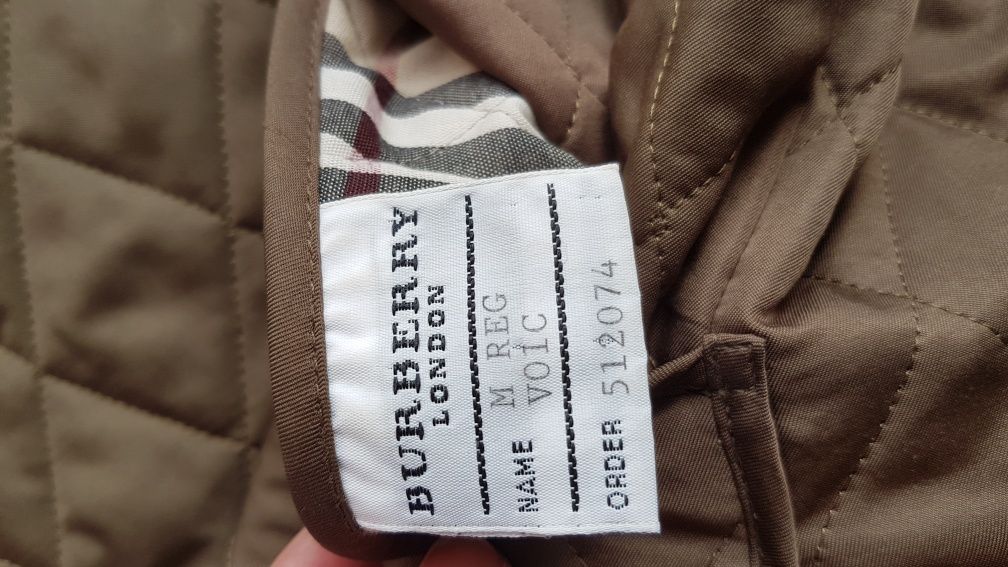 BURBERRY
LONDON
M REG
NAME VOIC
ORDER 512074